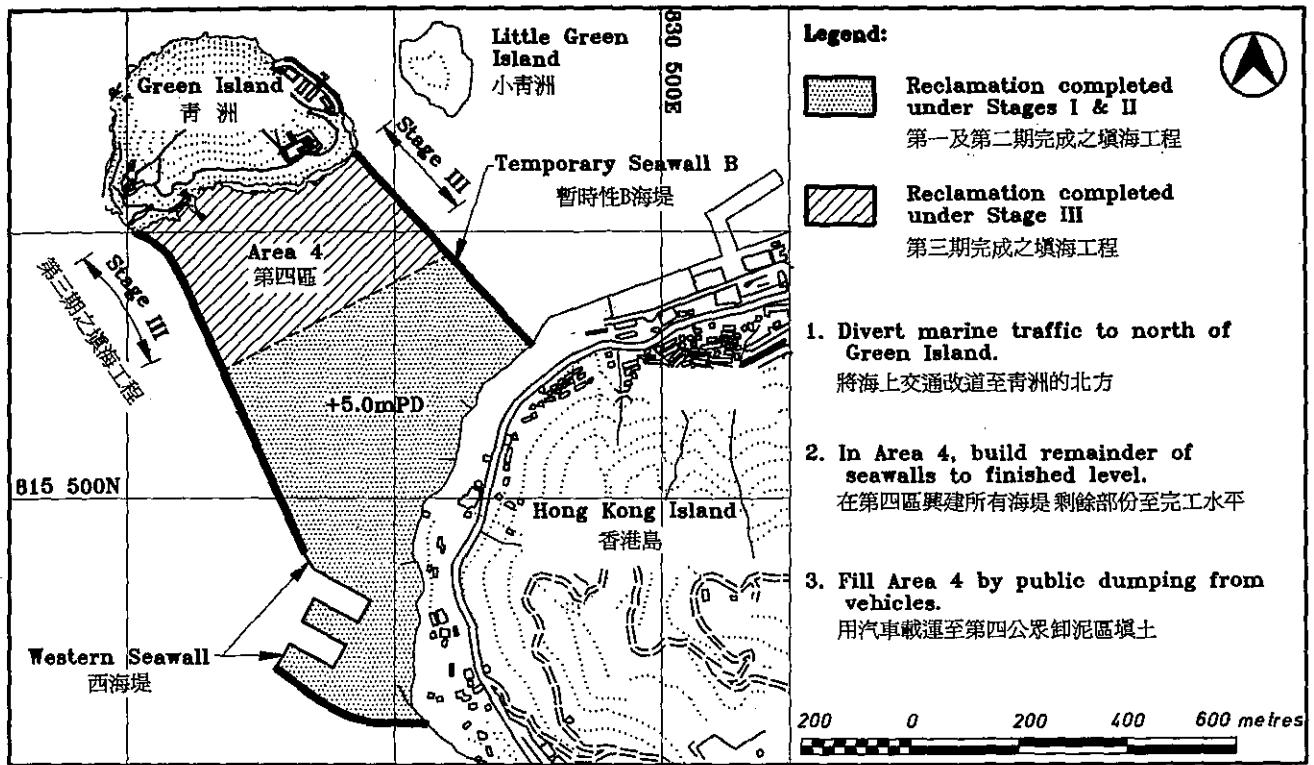 Green Island
青 洲
Little Green
Island
小青洲
830 500E
Stage III
Temporary Seawall B
暫時性B海堤
Area 4
第四區
Stage III
第三期之塡海工程
+5.0mPD
815 500N
Hong Kong Island
香港島
Western Seawall
西海堤
Legend:
Reclamation completed
under Stages I & II
第一及第二期完成之塡海工程
Reclamation completed
under Stage III
第三期完成之塡海工程
1. Divert marine traffic to north of
Green Island.
將海上交通改道至靑洲的北方
2. In Area 4, build remainder of
seawalls to finished level.
在第四區興建所有海堤剩餘部份至完工水平
3. Fill Area 4 by public dumping from
vehicles.
用汽車載運至第四公眾卸泥區塡土
200 0 200 400 600 metres